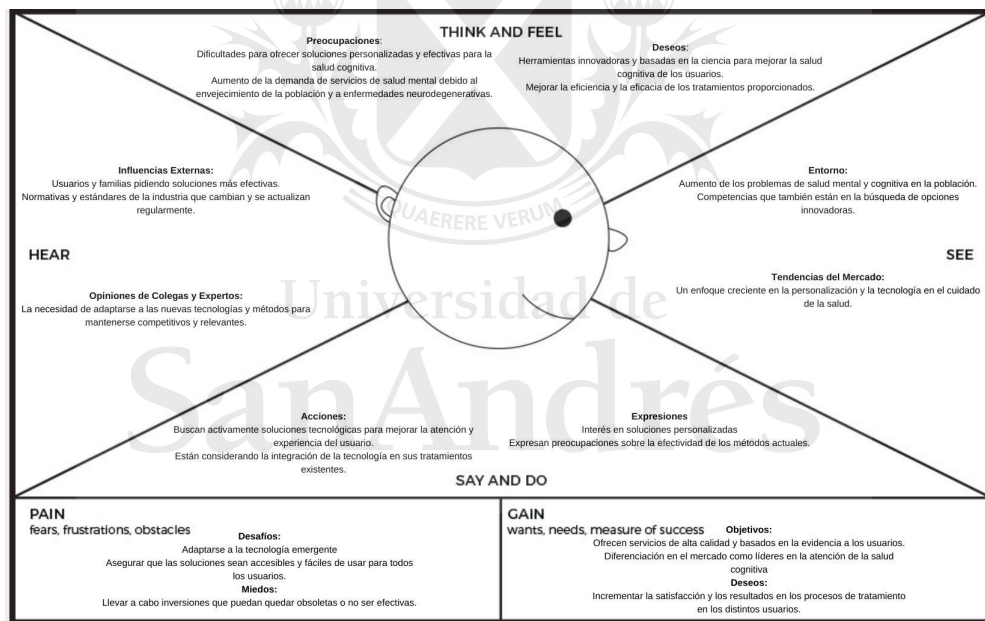 THINK AND FEEL
Preocupaciones:
Dificultades para ofrecer soluciones personalizadas y efectivas para la
salud cognitiva.
Aumento de la demanda de servicios de salud mental debido al
envejecimiento de la población y a enfermedades neurodegenerativas.
Deseos:
Herramientas innovadoras y basadas en la ciencia para mejorar la salud
cognitiva de los usuarios.
Mejorar la eficiencia y la eficacia de los tratamientos proporcionados.
Influencias Externas:
Usuarios y familias pidiendo soluciones más efectivas.
Normativas y estándares de la industria que cambian y se actualizan
regularmente.
HEAR
Opiniones de Colegas y Expertos:
La necesidad de adaptarse a las nuevas tecnologías y métodos para
mantenerse competitivos y relevantes.
Entorno:
Aumento de los problemas de salud mental y cognitiva en la población.
Competencias que también están en la búsqueda de opciones
innovadoras.
SEE
Tendencias del Mercado:
Un enfoque creciente en la personalización y la tecnología en el cuidado
de la salud.
QUAERERE VERUM
Universidad de
SanAndrés
Acciones:
Buscan activamente soluciones tecnológicas para mejorar la atención y
experiencia del usuario.
Están considerando la integración de la tecnología en sus tratamientos
existentes.
Expresiones
Interés en soluciones personalizadas
Expresan preocupaciones sobre la efectividad de los métodos actuales.
SAY AND DO
PAIN
fears, frustrations, obstacles
Desafíos:
Adaptarse a la tecnología emergente
Asegurar que las soluciones sean accesibles y fáciles de usar para todos
los usuarios.
Miedos:
Llevar a cabo inversiones que puedan quedar obsoletas o no ser efectivas.
GAIN
wants, needs, measure of success
Objetivos:
Ofrecen servicios de alta calidad y basados en la evidencia a los usuarios.
Diferenciación en el mercado como líderes en la atención de la salud
cognitiva
Deseos:
Incrementar la satisfacción y los resultados en los procesos de tratamiento
en los distintos usuarios.